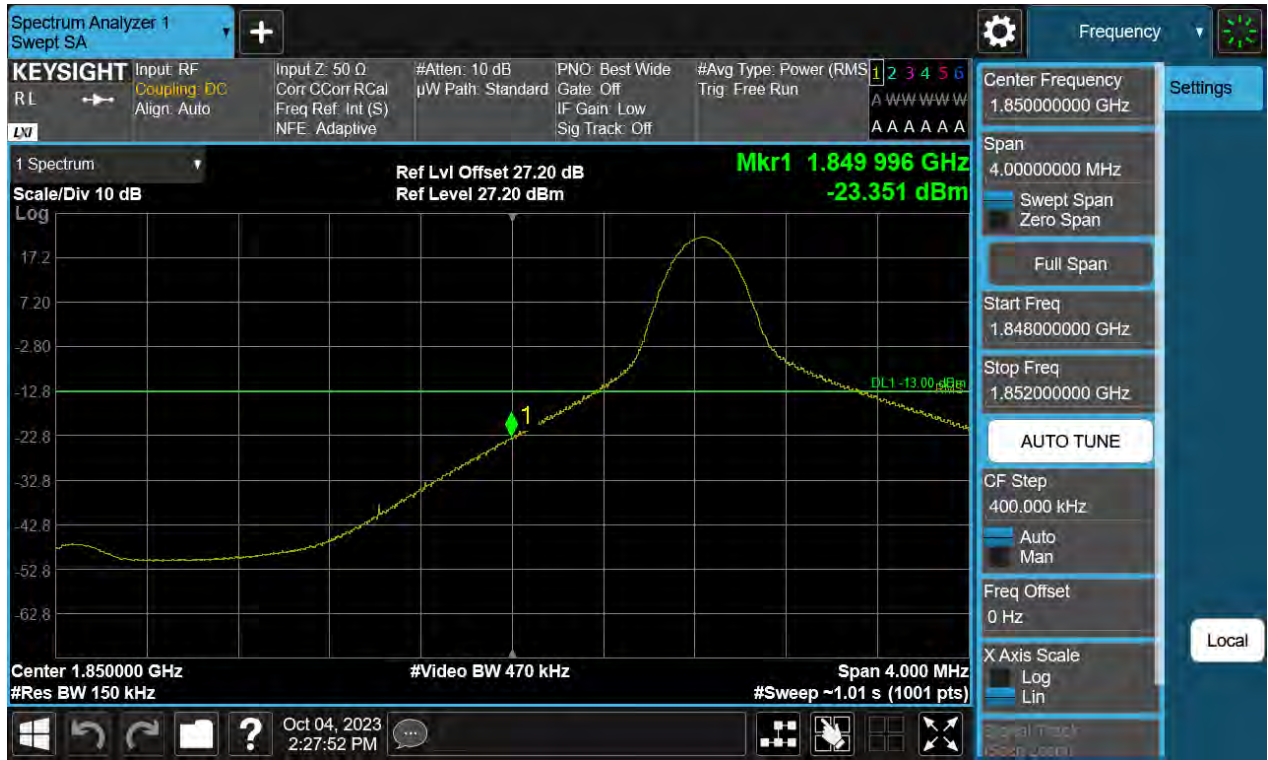 Spectrum Analyzer 1
Swept SA
Frequency
KEYSIGHT
RL
LXI
Input: RF
Coupling: DC
Align: Auto
Input Z: 50 Ω
Corr CCorr RCal
Freq Ref: Int (S)
NFE: Adaptive
#Atten: 10 dB
µW Path: Standard
PNO: Best Wide
Gate: Off
IF Gain: Low
Sig Track: Off
#Avg Type: Power (RMS
Trig: Free Run
1 2 3 4 5 6
A W W W W W
A A A A A A
1 Spectrum
Scale/Div 10 dB
Log
Ref Lvl Offset 27.20 dB
Ref Level 27.20 dBm
Mkr1 1.849 996 GHz
-23.351 dBm
17.2
7.20
-2.80
-12.8
-22.8
-32.8
-42.8
-52.8
-62.8
DL1 -13.00 dBm
RMS
1
Center 1.850000 GHz
#Video BW 470 kHz
Span 4.000 MHz
#Res BW 150 kHz
#Sweep ~1.01 s (1001 pts)
Oct 04, 2023
2:27:52 PM
Center Frequency
1.850000000 GHz
Settings
Span
4.00000000 MHz
Swept Span
Zero Span
Full Span
Start Freq
1.848000000 GHz
Stop Freq
1.852000000 GHz
AUTO TUNE
CF Step
400.000 kHz
Auto
Man
Freq Offset
0 Hz
X Axis Scale
Log
Lin
Local
Signal Track
(Span Zoom)